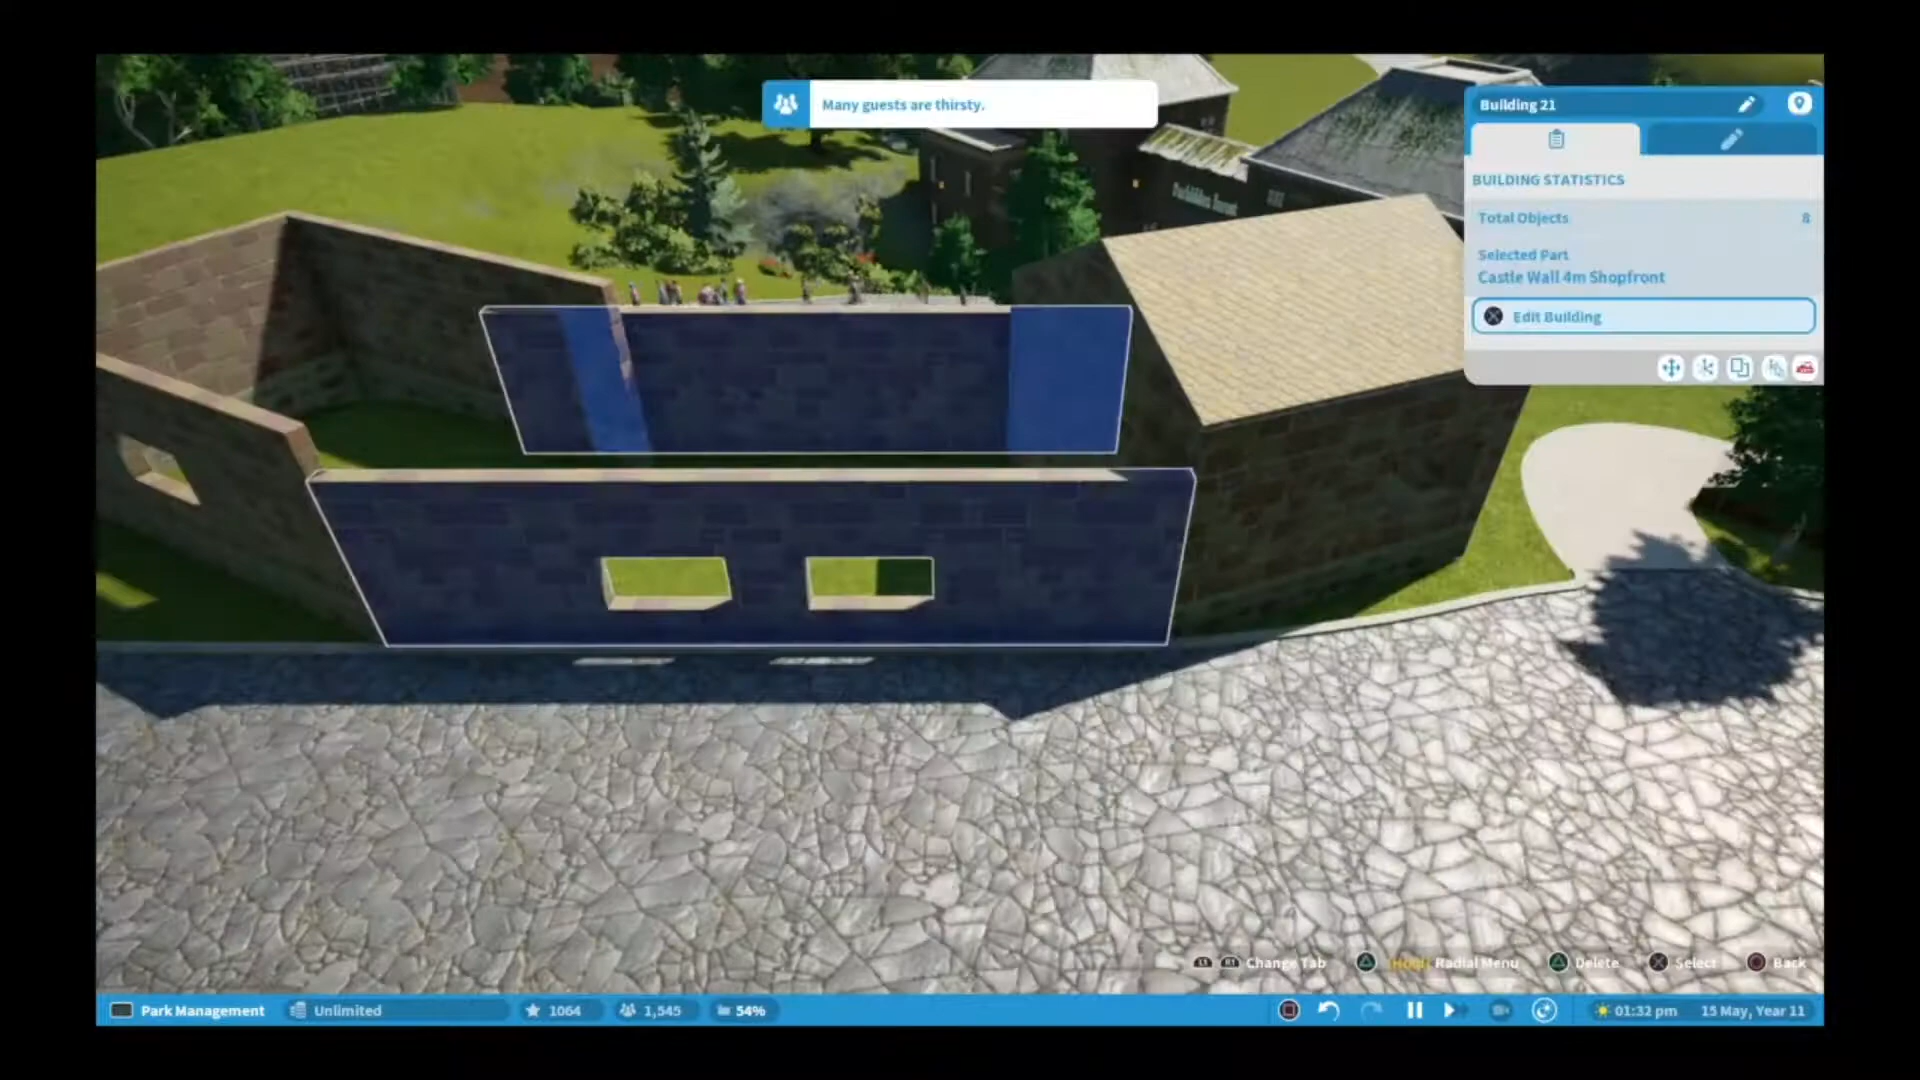 Many guests are thirsty.
Building 21
BUILDING STATISTICS
Total Objects 8
Selected Part
Castle Wall 4m Shopfront
Edit Building
Change Tab
Radial Menu
Delete
Select
Back
Park Management
Unlimited
1064
1,545
54%
01:32 pm
15 May, Year 11